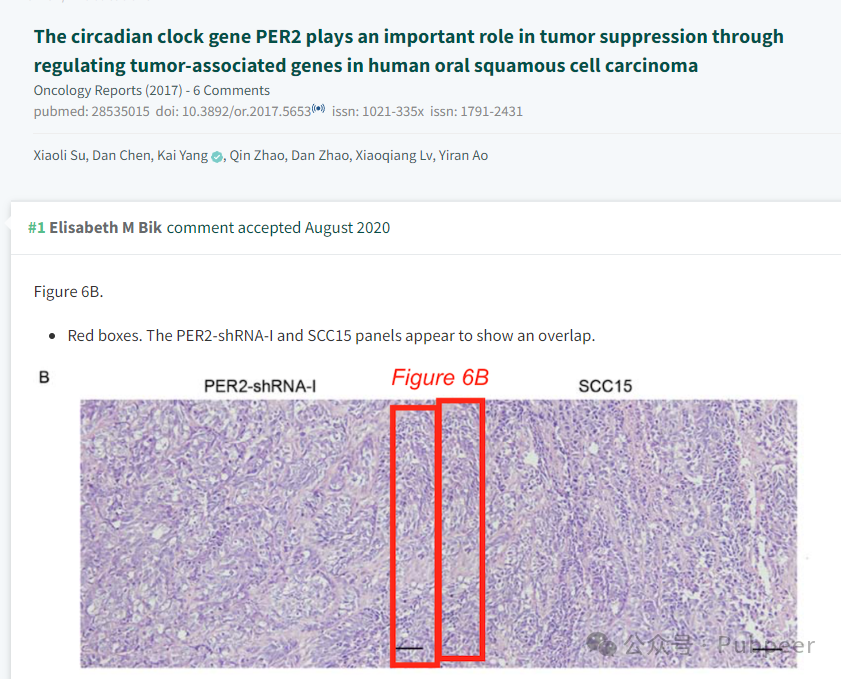 The circadian clock gene PER2 plays an important role in tumor suppression through
regulating tumor-associated genes in human oral squamous cell carcinoma
Oncology Reports (2017) - 6 Comments
pubmed: 28535015 doi: 10.3892/or.2017.5653 issn: 1021-335x issn: 1791-2431
Xiaoli Su, Dan Chen, Kai Yang, Qin Zhao, Dan Zhao, Xiaoqiang Lv, Yiran Ao
#1 Elisabeth M Bik comment accepted August 2020
Figure 6B.
• Red boxes. The PER2-shRNA-I and SCC15 panels appear to show an overlap.
B
PER2-shRNA-I
Figure 6B
SCC15
公众号 · Pubpeer